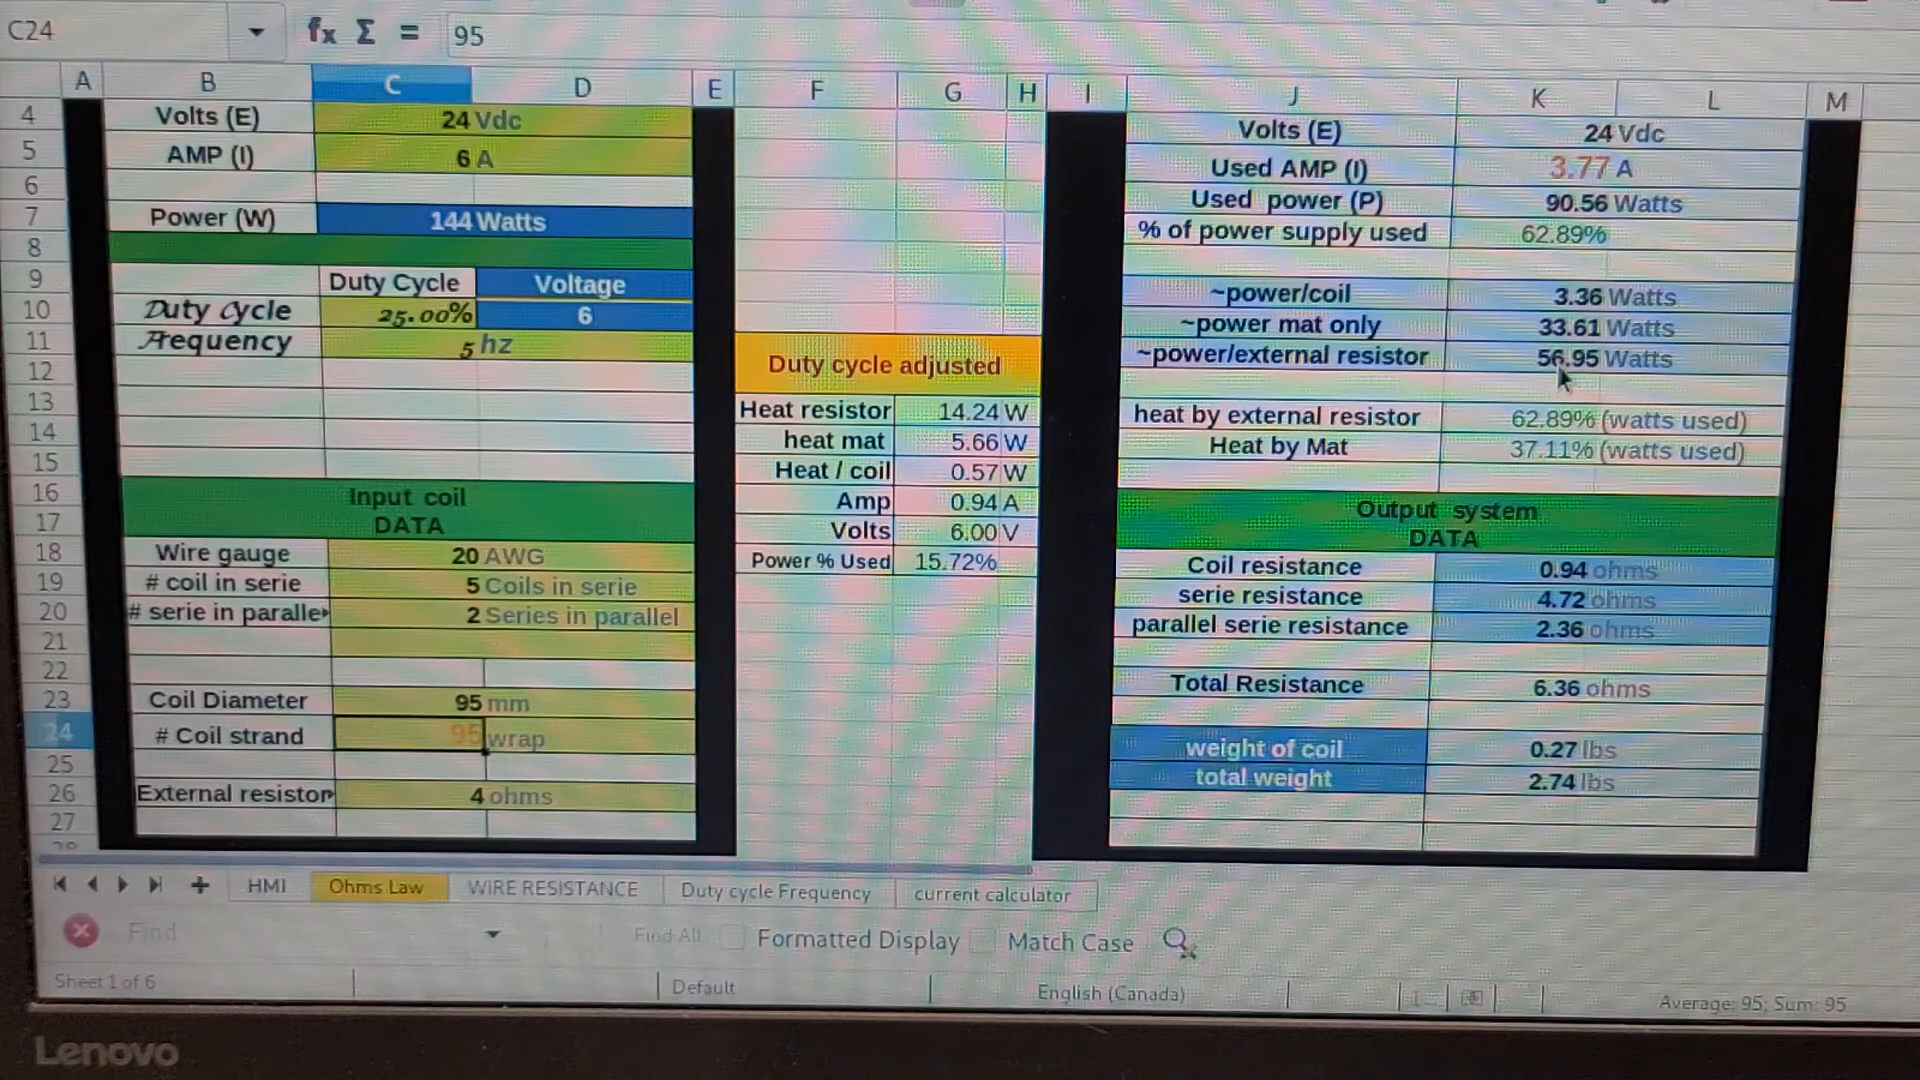 C24 fx Σ = 95
A B C D E F G H I J K L M
4 Volts (E) 24 Vdc Volts (E) 24 Vdc
5 AMP (I) 6 A Used AMP (I) 3.77 A
6 Used power (P) 90.56 Watts
7 Power (W) 144 Watts % of power supply used 62.89%
8
9 Duty Cycle Voltage ~power/coil 3.36 Watts
10 Duty Cycle 25.00% 6 ~power mat only 33.61 Watts
11 Frequency 5 hz ~power/external resistor 56.95 Watts
12 Duty cycle adjusted
13 Heat resistor 14.24 W heat by external resistor 62.89% (watts used)
14 heat mat 5.66 W Heat by Mat 37.11% (watts used)
15 Heat / coil 0.57 W
16 Input coil Amp 0.94 A Output system
17 DATA Volts 6.00 V DATA
18 Wire gauge 20 AWG Power % Used 15.72% Coil resistance 0.94 ohms
19 # coil in serie 5 Coils in serie serie resistance 4.72 ohms
20 # serie in paralle 2 Series in parallel parallel serie resistance 2.36 ohms
21
22 Total Resistance 6.36 ohms
23 Coil Diameter 95 mm
24 # Coil strand 95 wrap weight of coil 0.27 lbs
25 total weight 2.74 lbs
26 External resistor 4 ohms
27
HMI Ohms Law WIRE RESISTANCE Duty cycle Frequency current calculator
Find Find All Formatted Display Match Case
Sheet 1 of 6 Default English (Canada) Average: 95; Sum: 95
Lenovo